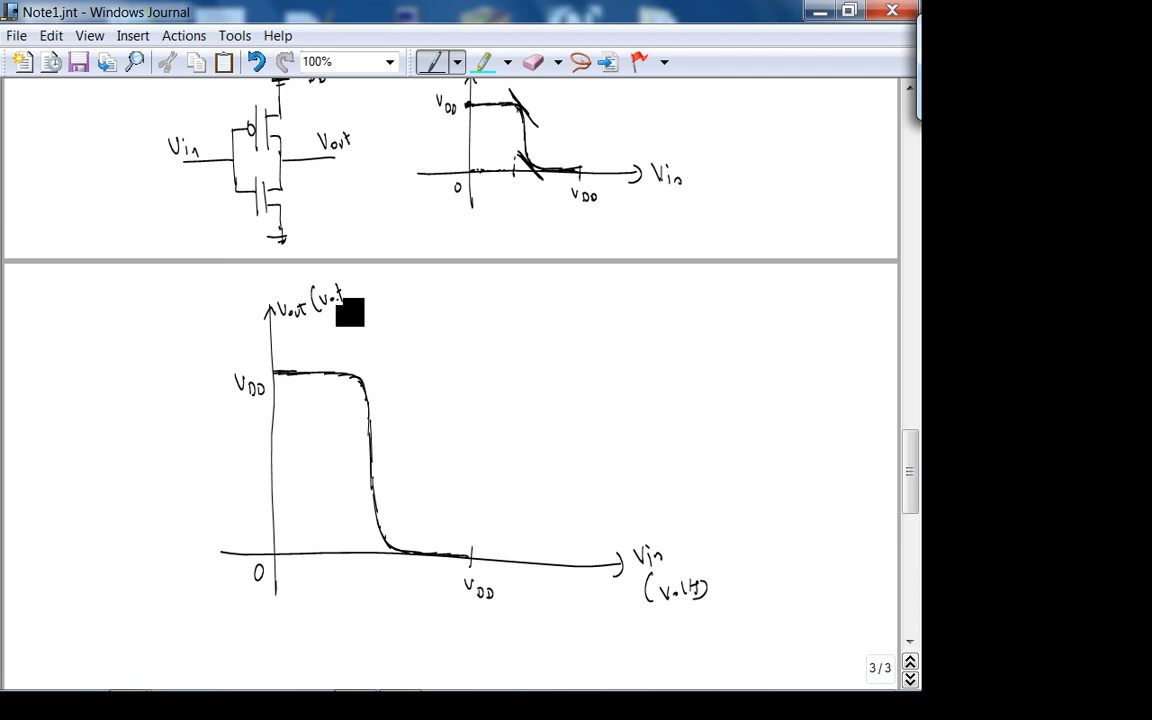 Note1.jnt - Windows Journal
File Edit View Insert Actions Tools Help
100%
VDD
Vin
Vout
VDD
0
VDD
Vin
Vout (volt
VDD
0
VDD
Vin
(volt)
3/3